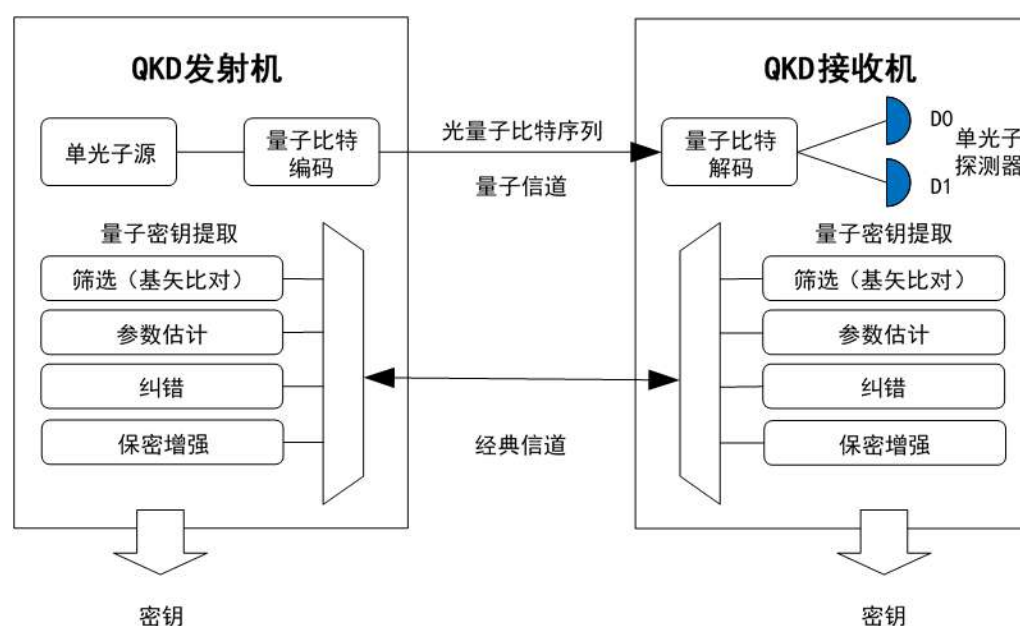 QKD发射机
单光子源
量子比特
编码
光量子比特序列
量子信道
量子密钥提取
筛选（基矢比对）
参数估计
纠错
保密增强
经典信道
密钥
QKD接收机
量子比特
解码
D0
D1
单光子
探测器
量子密钥提取
筛选（基矢比对）
参数估计
纠错
保密增强
密钥